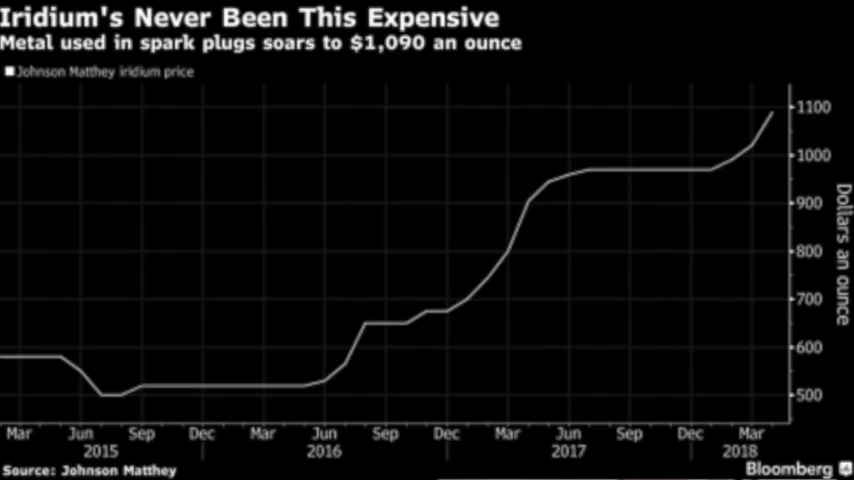 Iridium's Never Been This Expensive
Metal used in spark plugs soars to $1,090 an ounce
Johnson Matthey iridium price
1100
1000
900
800
700
600
500
Dollars an ounce
Mar Jun Sep Dec Mar Jun Sep Dec Mar Jun Sep Dec Mar
2015 2016 2017 2018
Source: Johnson Matthey
Bloomberg